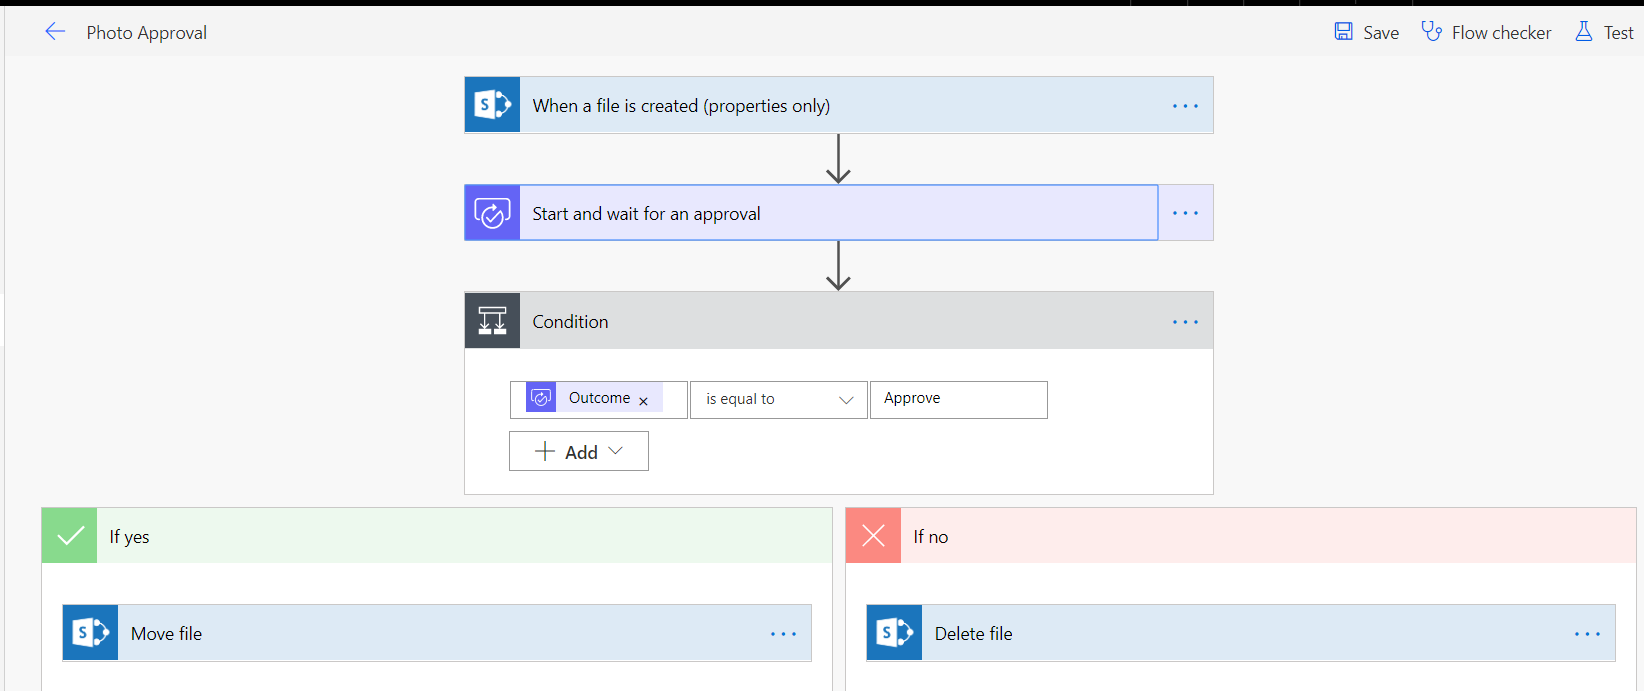 Photo Approval
Save
Flow checker
Test
When a file is created (properties only)
Start and wait for an approval
Condition
Outcome
is equal to
Approve
Add
If yes
If no
Move file
Delete file